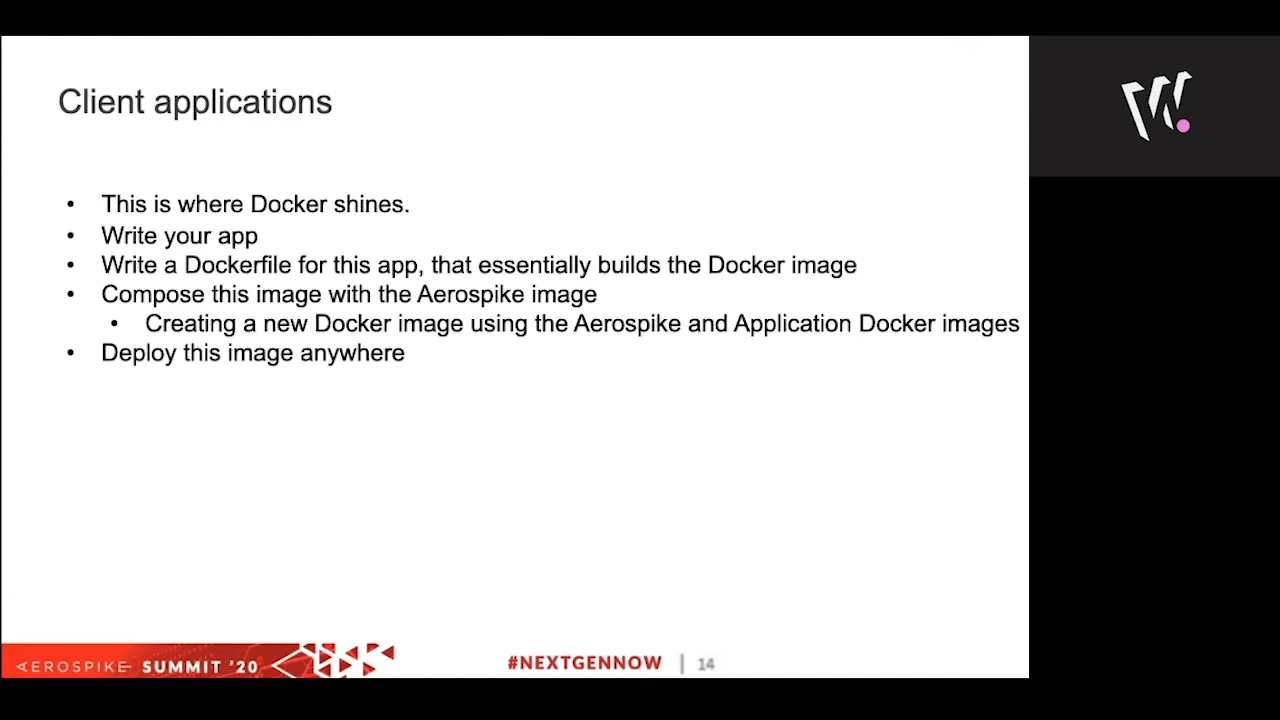 Client applications
• This is where Docker shines.
• Write your app
• Write a Dockerfile for this app, that essentially builds the Docker image
• Compose this image with the Aerospike image
• Creating a new Docker image using the Aerospike and Application Docker images
• Deploy this image anywhere
W.
AEROSPIKE SUMMIT '20
#NEXTGENNOW | 14